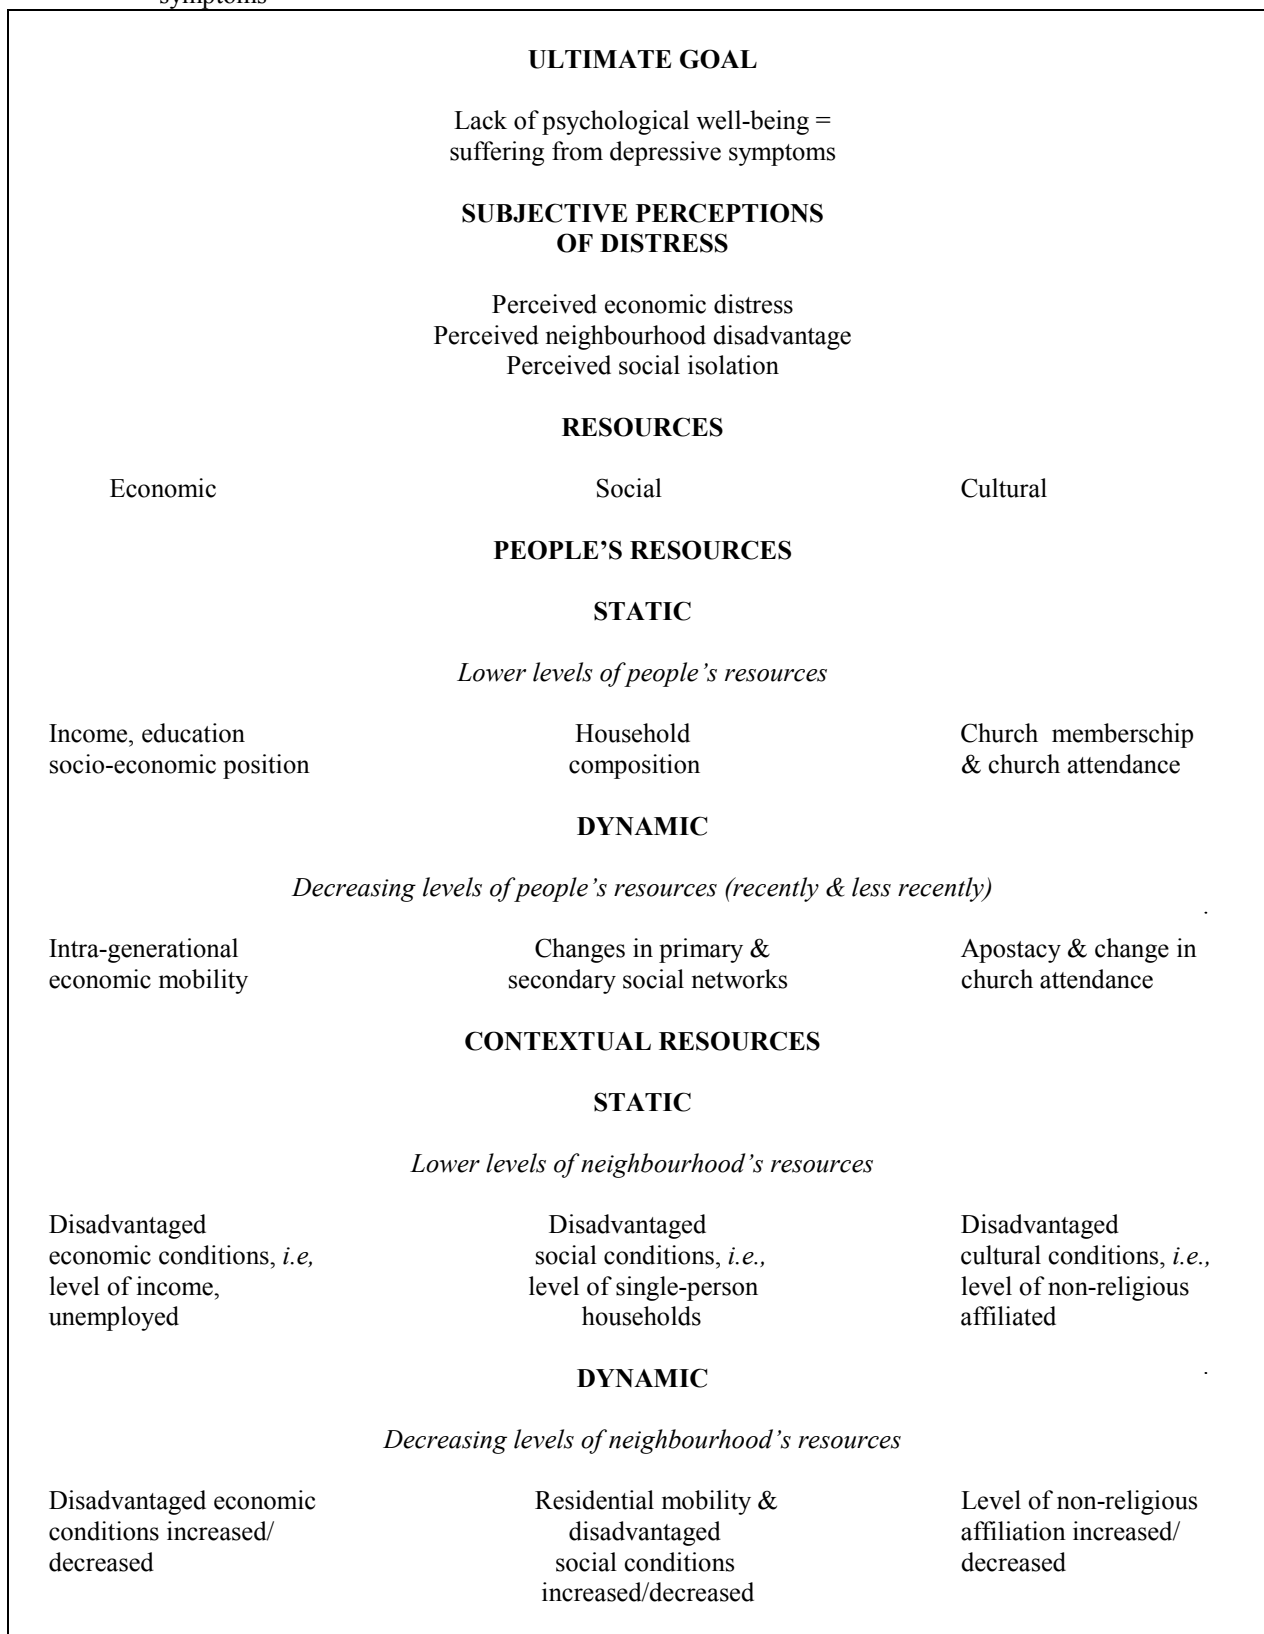 symptoms
ULTIMATE GOAL
Lack of psychological well-being =
suffering from depressive symptoms
SUBJECTIVE PERCEPTIONS
OF DISTRESS
Perceived economic distress
Perceived neighbourhood disadvantage
Perceived social isolation
RESOURCES
Economic Social Cultural
PEOPLE’S RESOURCES
STATIC
Lower levels of people’s resources
Income, education Household Church memberschip
socio-economic position composition & church attendance
DYNAMIC
Decreasing levels of people’s resources (recently & less recently)
.
Intra-generational Changes in primary & Apostacy & change in
economic mobility secondary social networks church attendance
CONTEXTUAL RESOURCES
STATIC
Lower levels of neighbourhood’s resources
Disadvantaged Disadvantaged Disadvantaged
economic conditions, i.e, social conditions, i.e., cultural conditions, i.e.,
level of income, level of single-person level of non-religious
unemployed households affiliated
DYNAMIC .
Decreasing levels of neighbourhood’s resources
Disadvantaged economic Residential mobility & Level of non-religious
conditions increased/ disadvantaged affiliation increased/
decreased social conditions decreased
increased/decreased